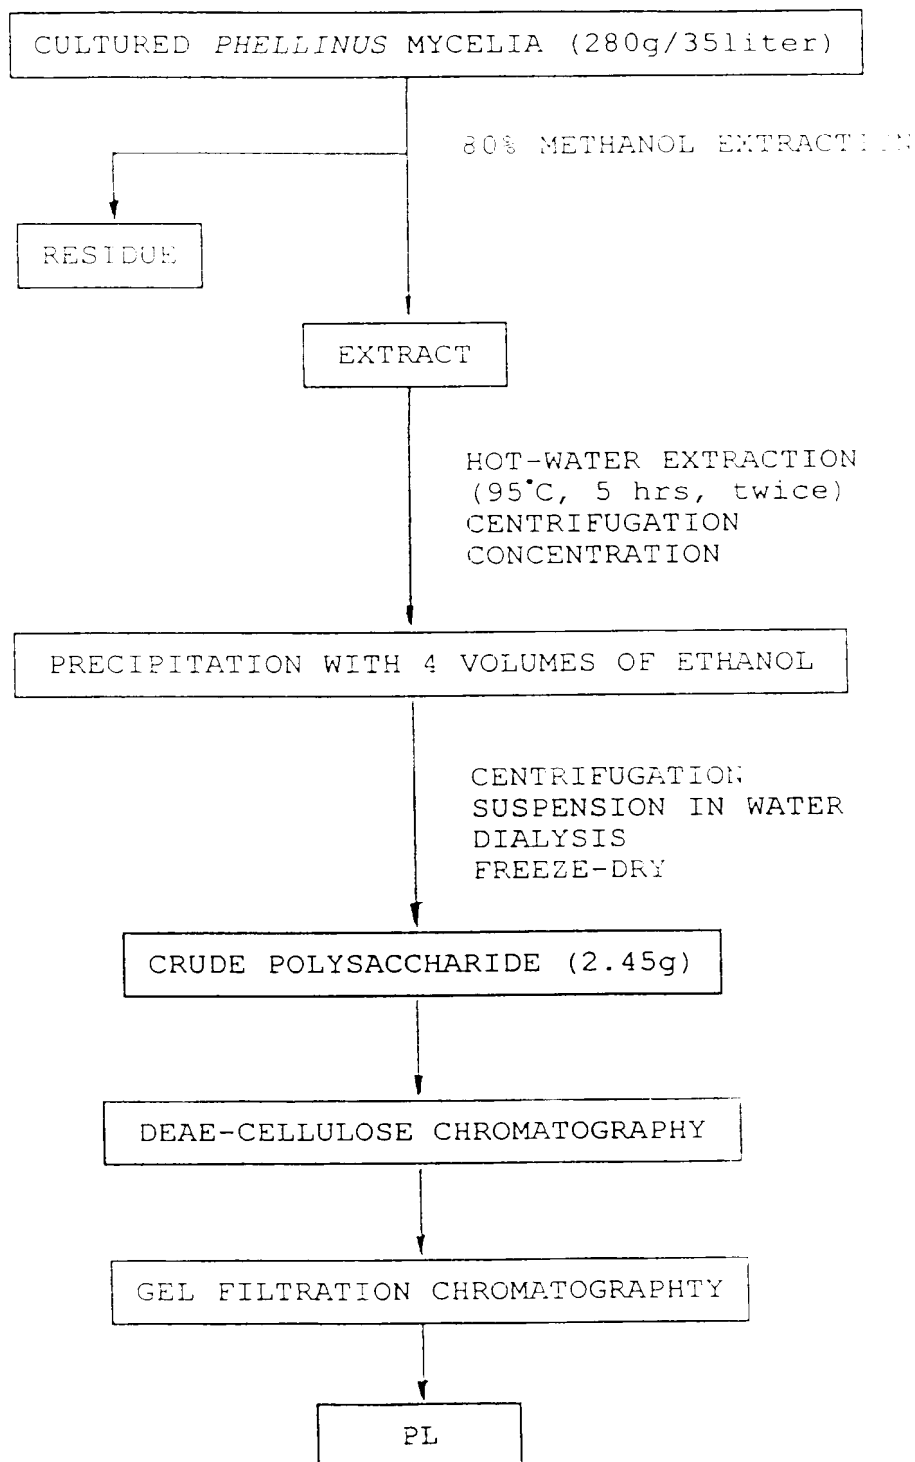 CULTURED PHELLINUS MYCELIA (280g/35liter)
80% METHANOL EXTRACTION
RESIDUE
EXTRACT
HOT-WATER EXTRACTION
(95°C, 5 hrs, twice)
CENTRIFUGATION
CONCENTRATION
PRECIPITATION WITH 4 VOLUMES OF ETHANOL
CENTRIFUGATION
SUSPENSION IN WATER
DIALYSIS
FREEZE-DRY
CRUDE POLYSACCHARIDE (2.45g)
DEAE-CELLULOSE CHROMATOGRAPHY
GEL FILTRATION CHROMATOGRAPHTY
PL